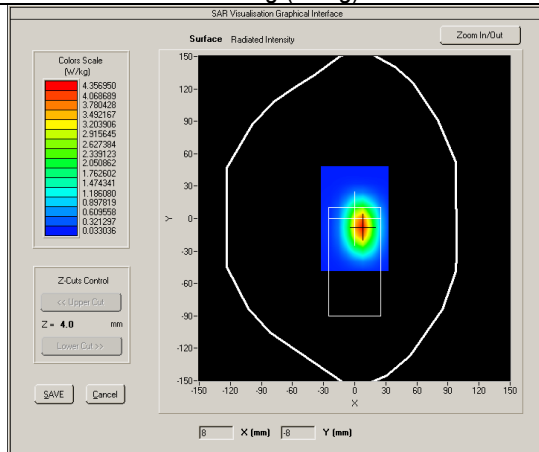 SAR Visualisation Graphical Interface
Surface Radiated Intensity
Zoom In/Out
Colors Scale
(W/kg)
4.356950
4.068689
3.780428
3.492167
3.203906
2.915645
2.627384
2.339123
2.050862
1.762602
1.474341
1.186080
0.897819
0.609558
0.321297
0.033036
Z-Cuts Control
<< Upper Cut
Z = 4.0 mm
Lower Cut >>
SAVE
Cancel
150
120
90
60
30
0
-30
-60
-90
-120
-150
Y
-150 -120 -90 -60 -30 0 30 60 90 120 150
X
8 X (mm) -8 Y (mm)